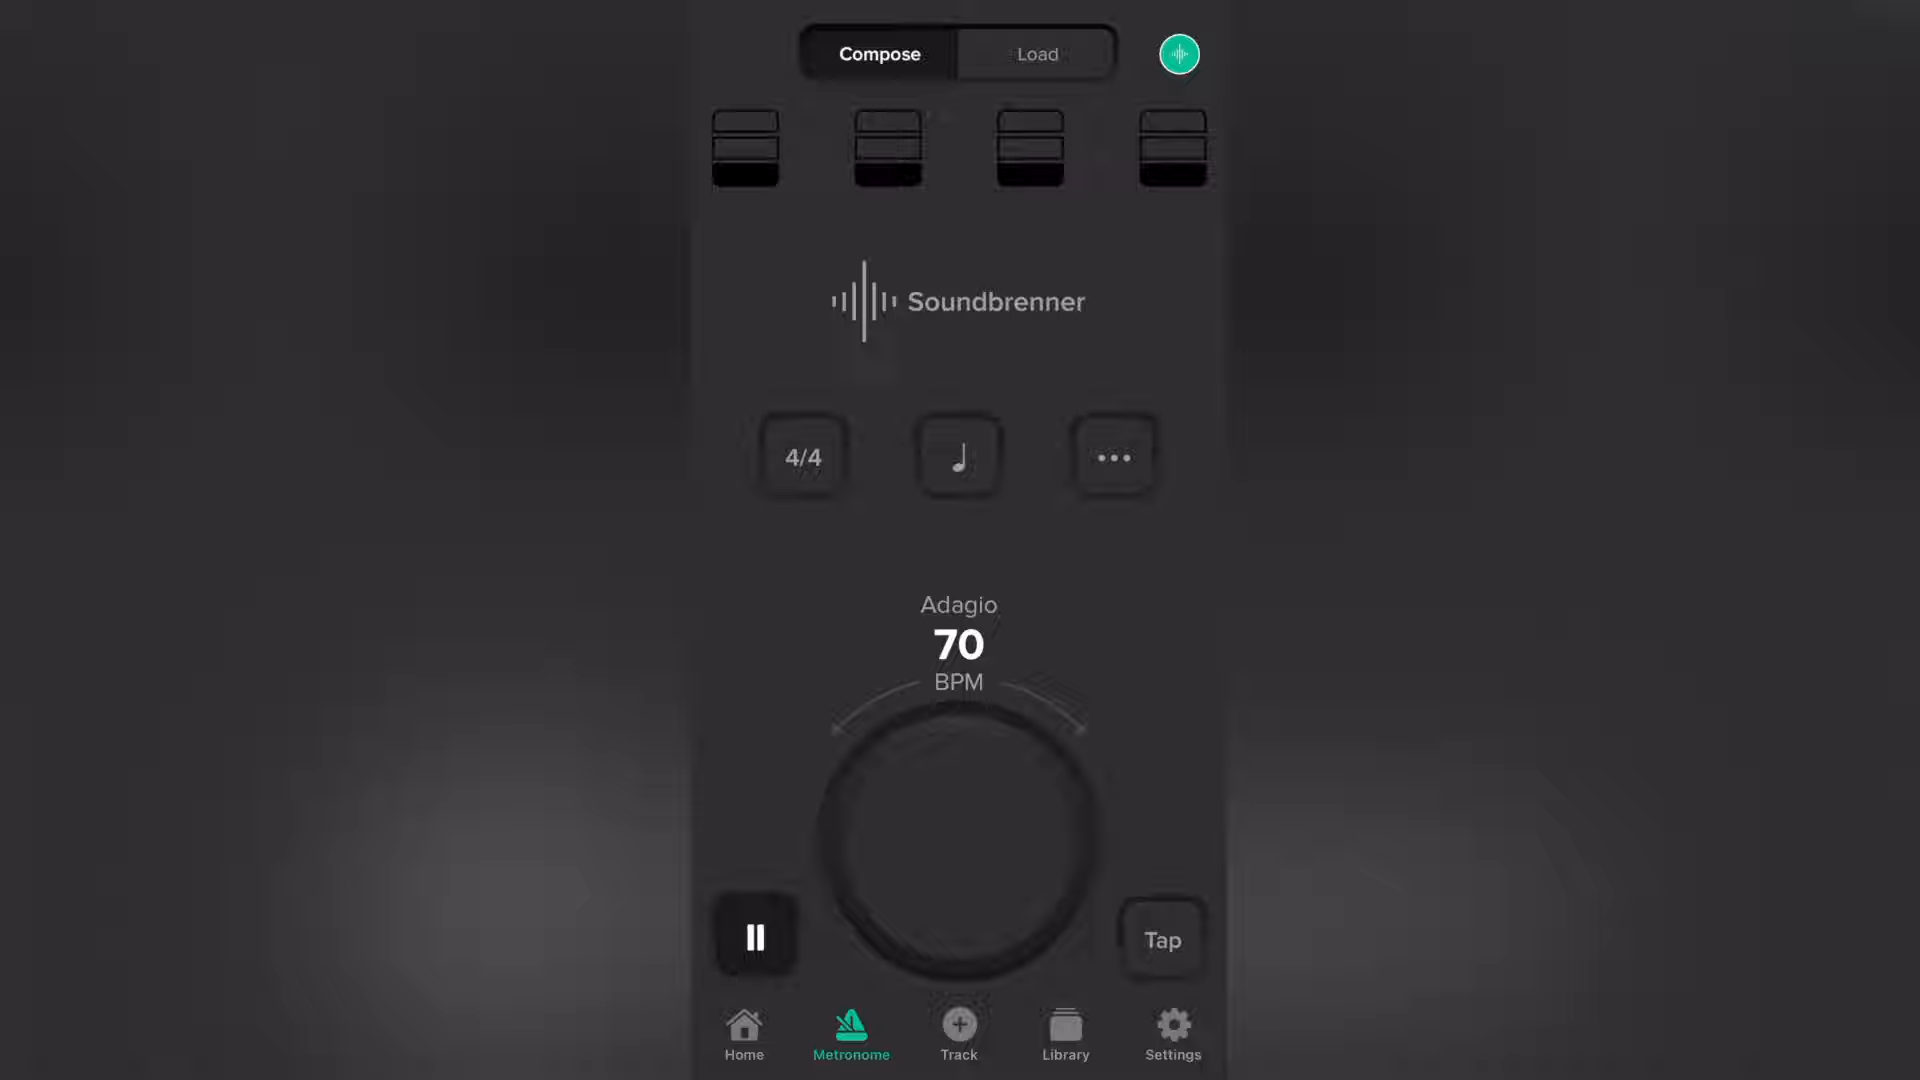 Compose Load
Soundbrenner
4/4
Adagio
70
BPM
Tap
Home Metronome Track Library Settings